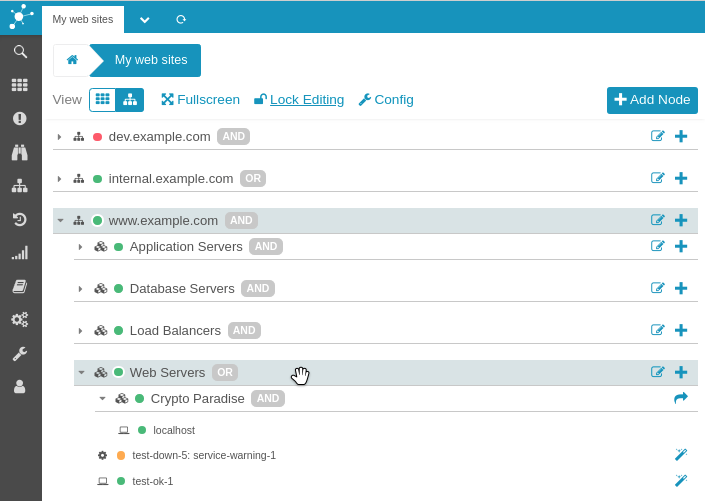 My web sites
My web sites
View Fullscreen Lock Editing Config Add Node
dev.example.com AND
internal.example.com OR
www.example.com AND
Application Servers AND
Database Servers AND
Load Balancers AND
Web Servers OR
Crypto Paradise AND
localhost
test-down-5: service-warning-1
test-ok-1